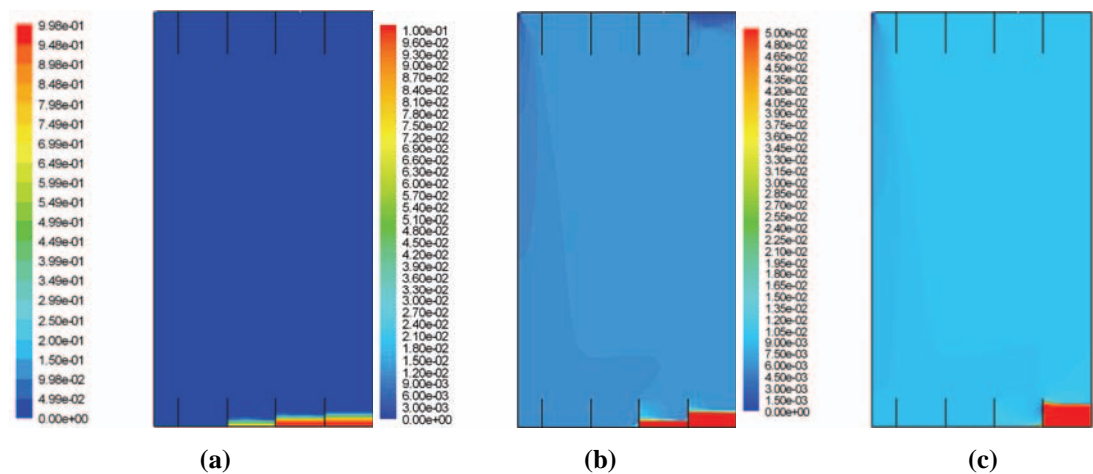 9.98e-01
9.48e-01
8.98e-01
8.48e-01
7.98e-01
7.49e-01
6.99e-01
6.49e-01
5.99e-01
5.49e-01
4.99e-01
4.49e-01
3.49e-01
2.99e-01
2.50e-01
2.00e-01
1.50e-01
9.98e-02
4.99e-02
0.00e+00
1.00e-01
9.60e-02
9.30e-02
9.00e-02
8.70e-02
8.40e-02
8.10e-02
7.80e-02
7.50e-02
7.20e-02
6.90e-02
6.60e-02
6.30e-02
6.00e-02
5.70e-02
5.40e-02
5.10e-02
4.80e-02
4.50e-02
4.20e-02
3.90e-02
3.60e-02
3.30e-02
3.00e-02
2.70e-02
2.40e-02
2.10e-02
1.80e-02
1.50e-02
1.20e-02
9.00e-03
6.00e-03
3.00e-03
0.00e+00
5.00e-02
4.80e-02
4.65e-02
4.50e-02
4.35e-02
4.20e-02
4.05e-02
3.90e-02
3.75e-02
3.60e-02
3.45e-02
3.30e-02
3.15e-02
3.00e-02
2.85e-02
2.70e-02
2.55e-02
2.40e-02
2.25e-02
2.10e-02
1.95e-02
1.80e-02
1.65e-02
1.50e-02
1.35e-02
1.20e-02
1.05e-02
9.00e-03
7.50e-03
6.00e-03
4.50e-03
3.00e-03
1.50e-03
0.00e+00
(a)
(b)
(c)